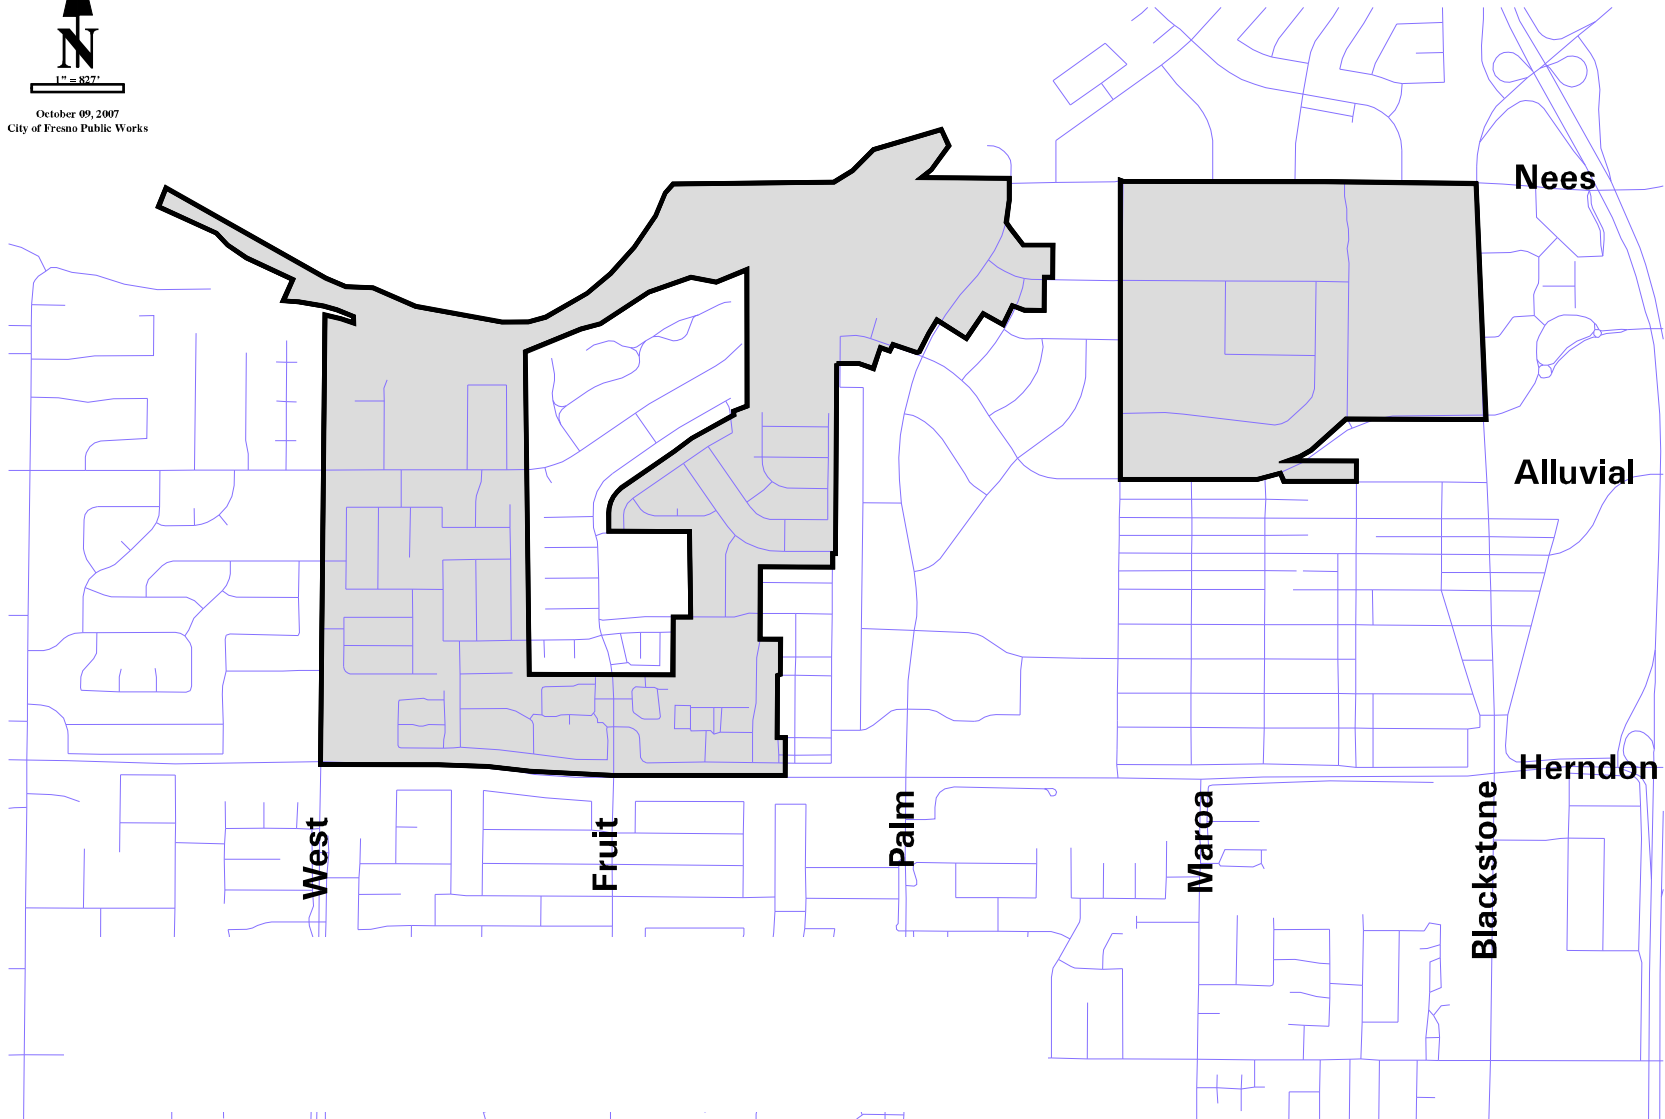 N
1" = 827'
October 09, 2007
City of Fresno Public Works
Nees
Alluvial
Herndon
West
Fruit
Palm
Maroa
Blackstone